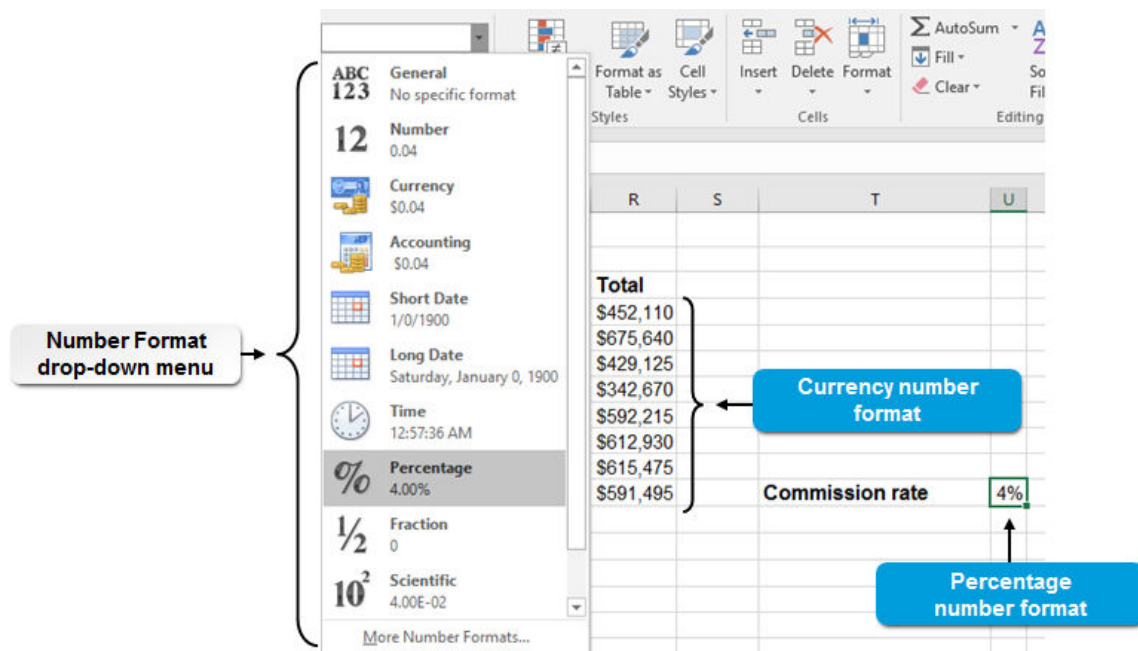 AutoSum
Fill
Clear
Format as
Table
Cell
Styles
Insert
Delete
Format
Styles
Cells
Editing
ABC
123
General
No specific format
12
Number
0.04
Currency
$0.04
Accounting
$0.04
Short Date
1/0/1900
Long Date
Saturday, January 0, 1900
Time
12:57:36 AM
%
Percentage
4.00%
1/2
Fraction
0
10²
Scientific
4.00E-02
More Number Formats...
R S T U
Total
$452,110
$675,640
$429,125
$342,670
$592,215
$612,930
$615,475
$591,495
Commission rate
4%
Number Format
drop-down menu
Currency number
format
Percentage
number format